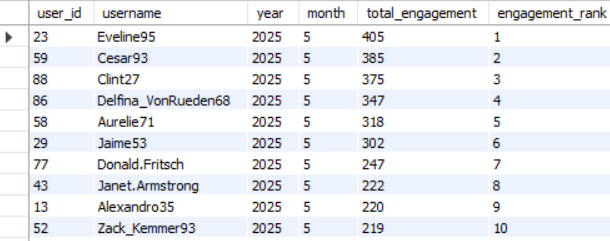 user_id username year month total_engagement engagement_rank
23 Eveline95 2025 5 405 1
59 Cesar93 2025 5 385 2
88 Clint27 2025 5 375 3
86 Delfina_VonRueden68 2025 5 347 4
58 Aurelie71 2025 5 318 5
29 Jaime53 2025 5 302 6
77 Donald.Fritsch 2025 5 247 7
43 Janet.Armstrong 2025 5 222 8
13 Alexandro35 2025 5 220 9
52 Zack_Kemmer93 2025 5 219 10